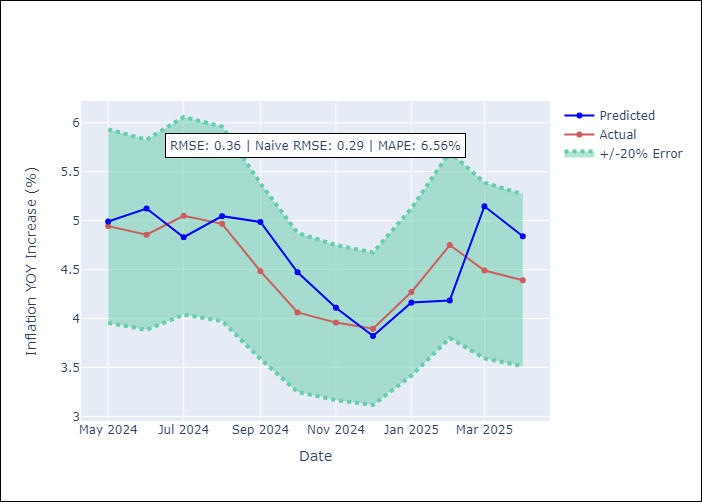 RMSE: 0.36 | Naive RMSE: 0.29 | MAPE: 6.56%
Predicted
Actual
+/-20% Error
Inflation YOY Increase (%)
6
5.5
5
4.5
4
3.5
3
May 2024
Jul 2024
Sep 2024
Nov 2024
Jan 2025
Mar 2025
Date